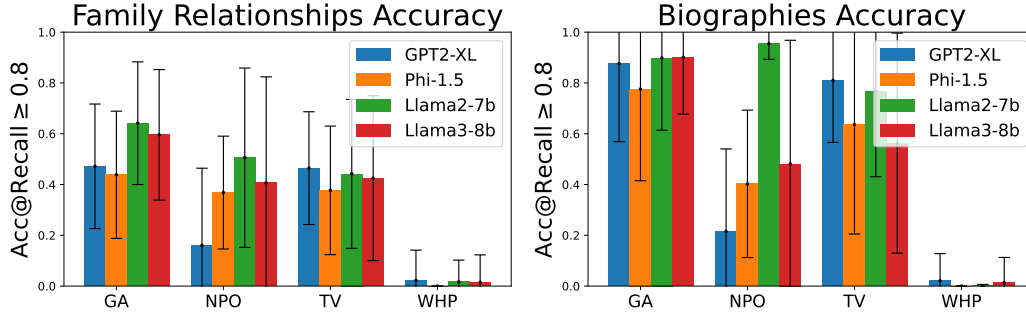 Family Relationships Accuracy
Acc@Recall ≥ 0.8
1.0
0.8
0.6
0.4
0.2
0.0
GPT2-XL
Phi-1.5
Llama2-7b
Llama3-8b
GA NPO TV WHP
Biographies Accuracy
Acc@Recall ≥ 0.8
1.0
0.8
0.6
0.4
0.2
0.0
GPT2-XL
Phi-1.5
Llama2-7b
Llama3-8b
GA NPO TV WHP